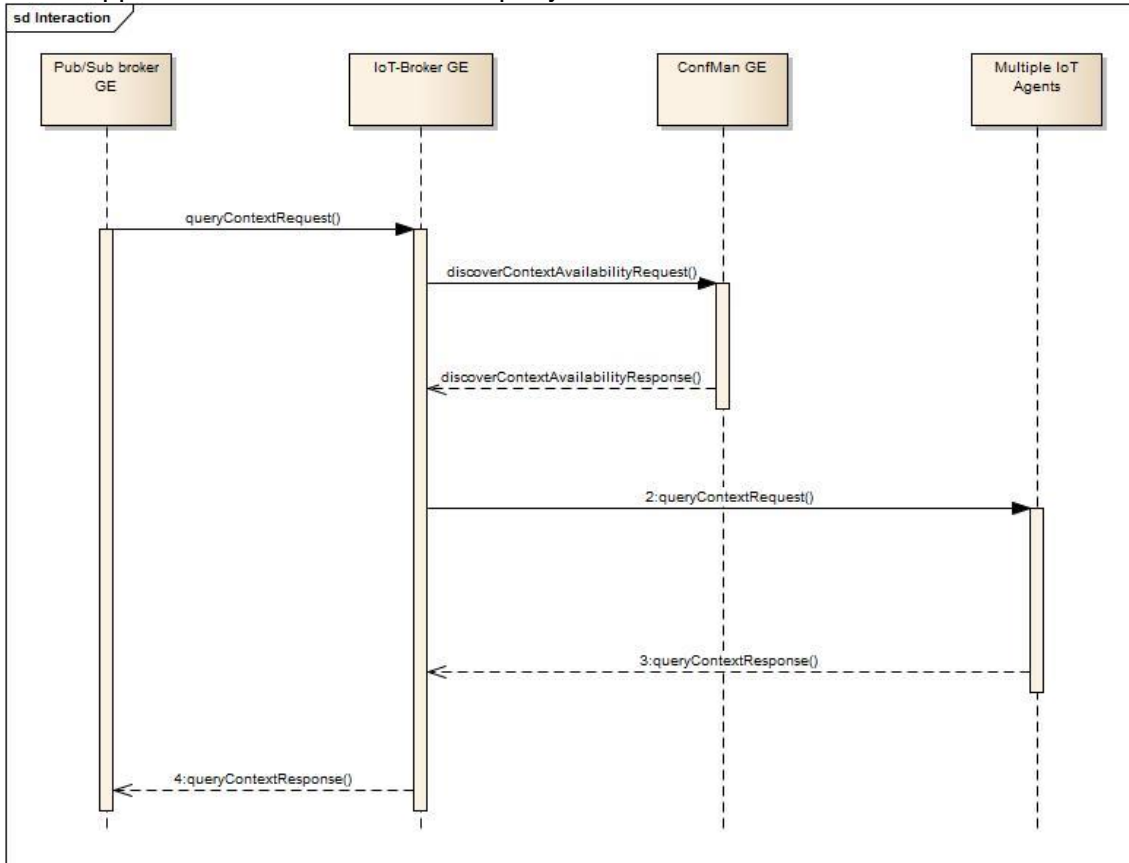 sd Interaction
Pub/Sub broker
GE
IoT-Broker GE
ConfMan GE
Multiple IoT
Agents
queryContextRequest()
discoverContextAvailabilityRequest()
discoverContextAvailabilityResponse()
2:queryContextRequest()
3:queryContextResponse()
4:queryContextResponse()